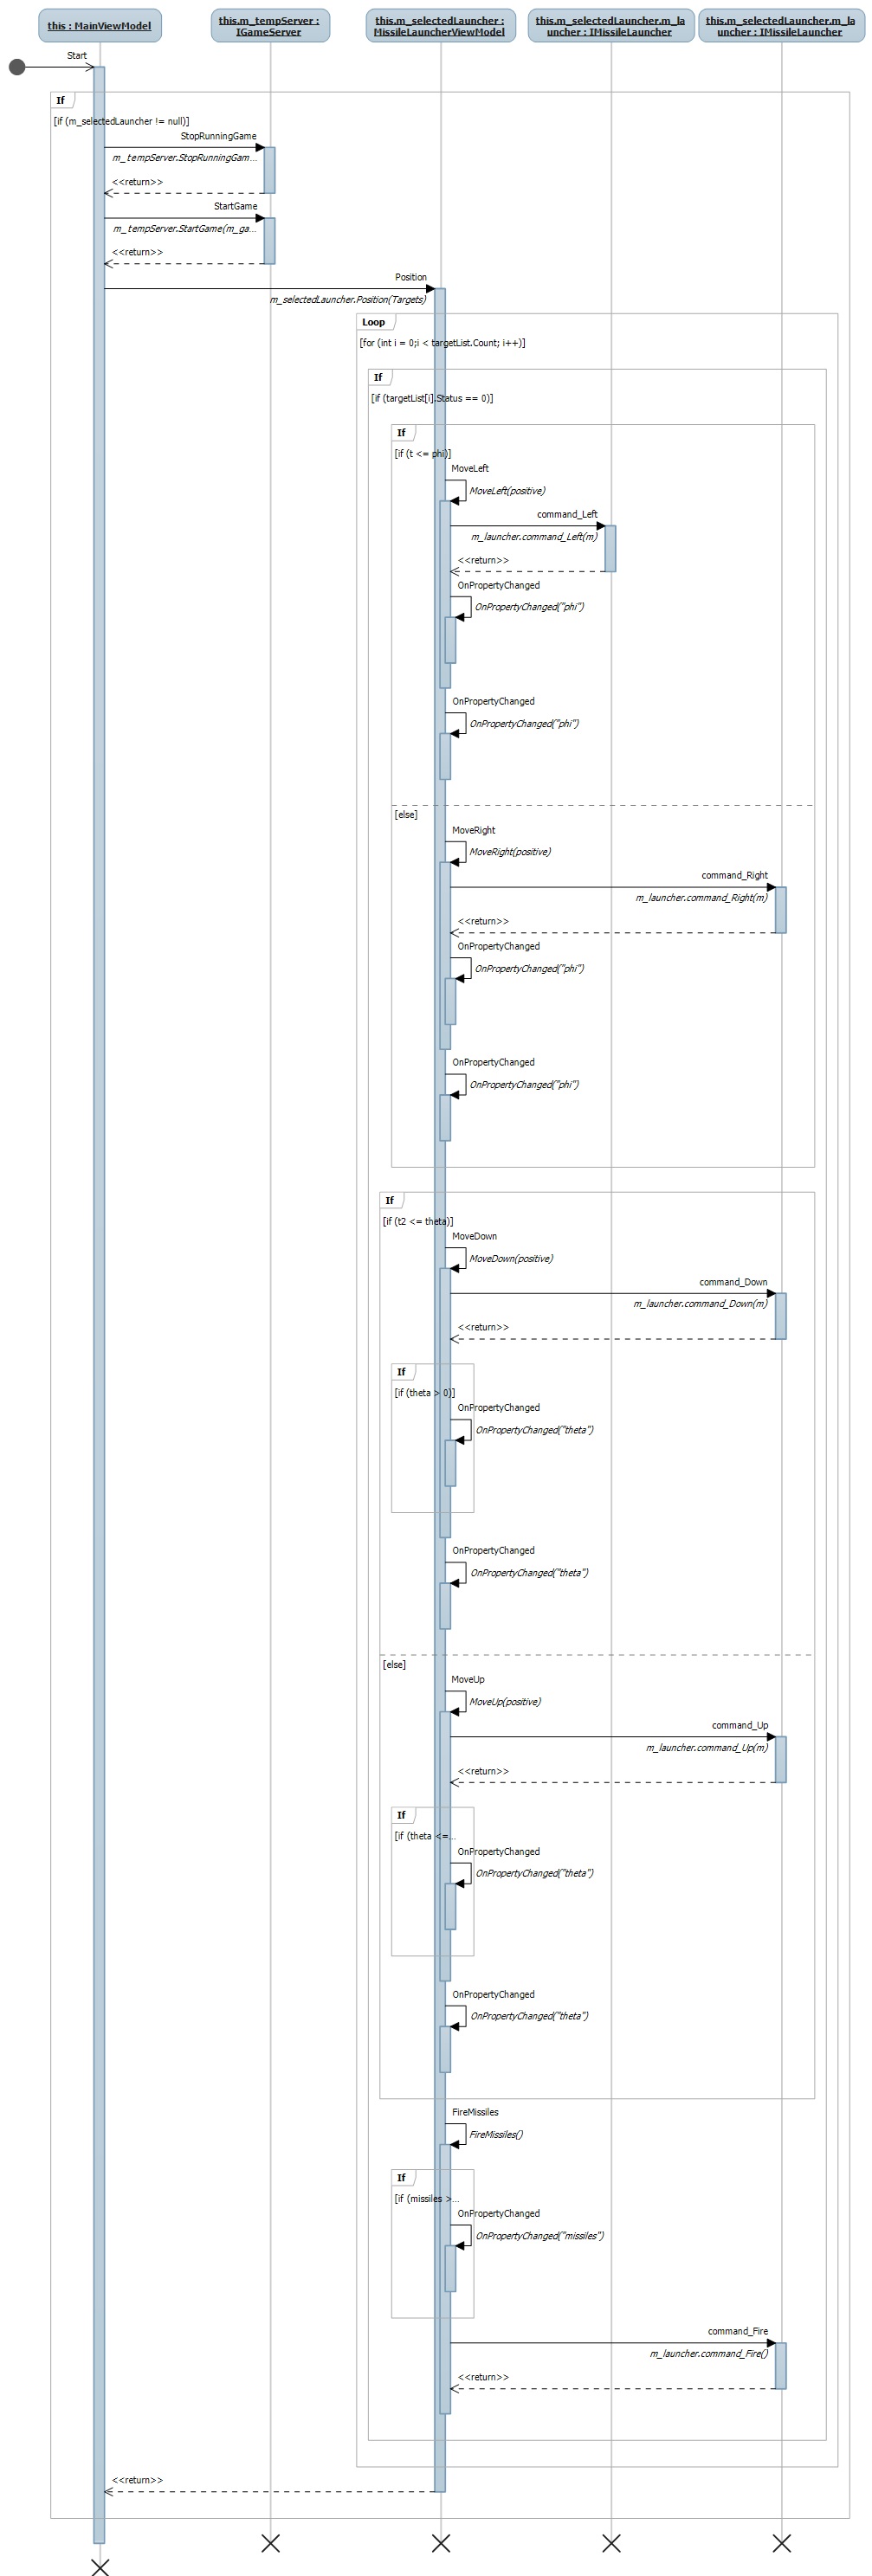 this : MainViewModel
this.m_tempServer :
IGameServer
this.m_selectedLauncher :
MissileLauncherViewModel
this.m_selectedLauncher.m_la
uncher : IMissileLauncher
this.m_selectedLauncher.m_la
uncher : IMissileLauncher
Start
If
[if (m_selectedLauncher != null)]
StopRunningGame
m_tempServer.StopRunningGam...
<<return>>
StartGame
m_tempServer.StartGame(m_ga...
<<return>>
Position
m_selectedLauncher.Position(Targets)
Loop
[for (int i = 0;i < targetList.Count; i++)]
If
[if (targetList[i].Status == 0)]
If
[if (t <= phi)]
MoveLeft
MoveLeft(positive)
command_Left
m_launcher.command_Left(m)
<<return>>
OnPropertyChanged
OnPropertyChanged("phi")
OnPropertyChanged
OnPropertyChanged("phi")
[else]
MoveRight
MoveRight(positive)
command_Right
m_launcher.command_Right(m)
<<return>>
OnPropertyChanged
OnPropertyChanged("phi")
OnPropertyChanged
OnPropertyChanged("phi")
If
[if (t2 <= theta)]
MoveDown
MoveDown(positive)
command_Down
m_launcher.command_Down(m)
<<return>>
If
[if (theta > 0)]
OnPropertyChanged
OnPropertyChanged("theta")
OnPropertyChanged
OnPropertyChanged("theta")
[else]
MoveUp
MoveUp(positive)
command_Up
m_launcher.command_Up(m)
<<return>>
If
[if (theta <=...
OnPropertyChanged
OnPropertyChanged("theta")
OnPropertyChanged
OnPropertyChanged("theta")
FireMissiles
FireMissiles()
If
[if (missiles >...
OnPropertyChanged
OnPropertyChanged("missiles")
command_Fire
m_launcher.command_Fire()
<<return>>
<<return>>